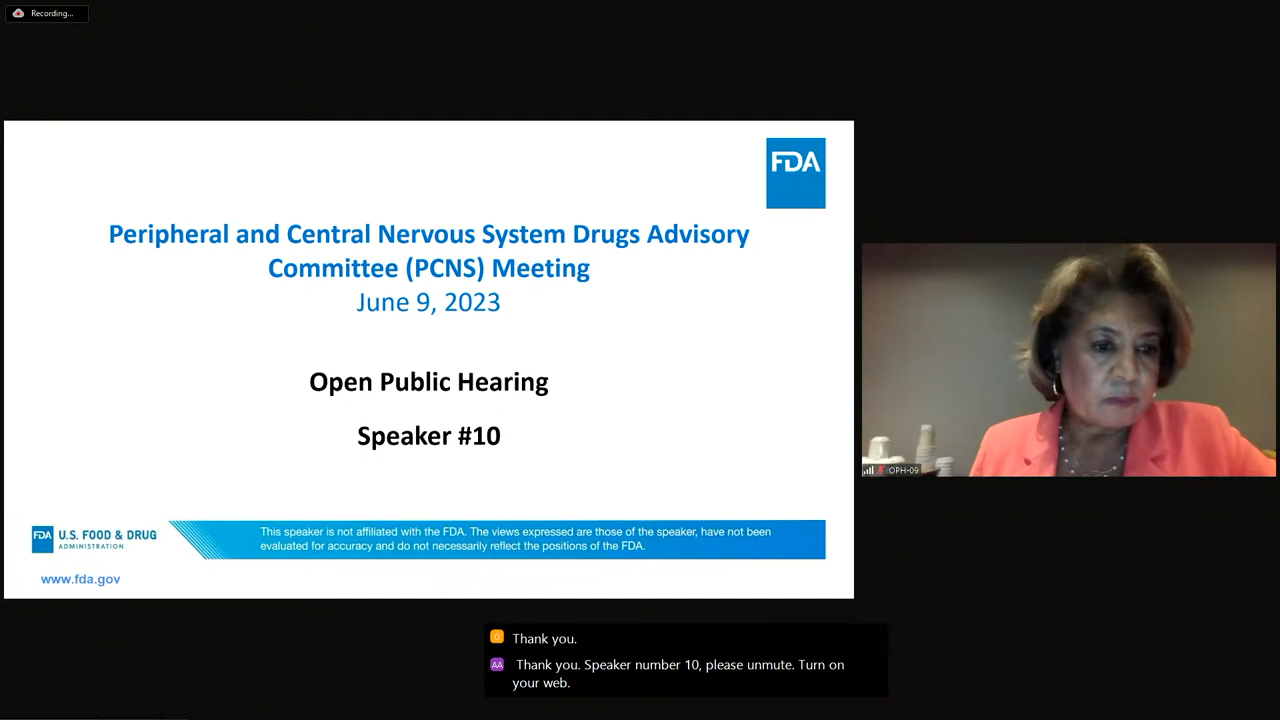 Recording...
FDA
Peripheral and Central Nervous System Drugs Advisory
Committee (PCNS) Meeting
June 9, 2023
Open Public Hearing
Speaker #10
FDA
U.S. FOOD & DRUG
ADMINISTRATION
This speaker is not affiliated with the FDA. The views expressed are those of the speaker, have not been
evaluated for accuracy and do not necessarily reflect the positions of the FDA.
www.fda.gov
OPH-09
O
Thank you.
AA
Thank you. Speaker number 10, please unmute. Turn on
your web.